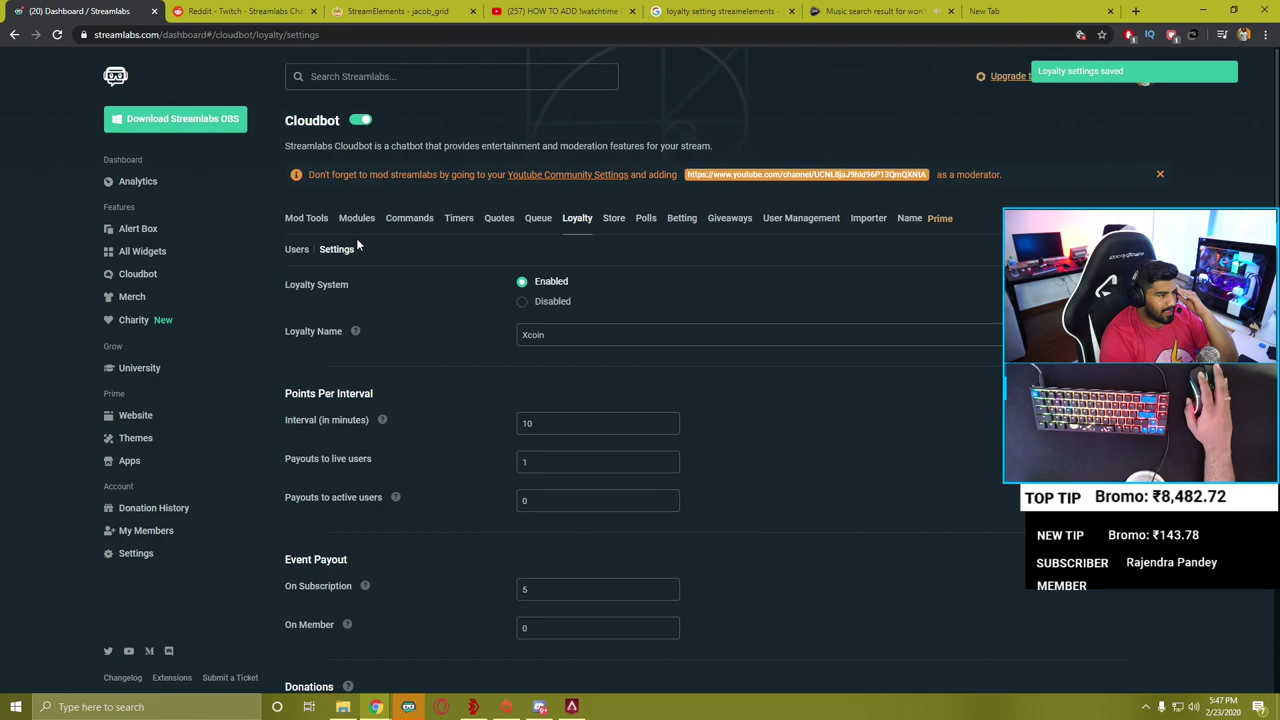 (20) Dashboard / Streamlabs
Reddit - Twitch - Streamlabs Cha
StreamElements - jacob_grid
(257) HOW TO ADD !watchtime C
loyalty setting streamelements -
Music search result for won'
New Tab
streamlabs.com/dashboard#/cloudbot/loyalty/settings
Search Streamlabs...
Upgrade t
Loyalty settings saved
Download Streamlabs OBS
Cloudbot
Streamlabs Cloudbot is a chatbot that provides entertainment and moderation features for your stream.
Don't forget to mod streamlabs by going to your Youtube Community Settings and adding https://www.youtube.com/channel/UCNL8jaJ9hId96P13QmQXNIA as a moderator.
Mod Tools Modules Commands Timers Quotes Queue Loyalty Store Polls Betting Giveaways User Management Importer Name Prime
Users Settings
Dashboard
Analytics
Features
Alert Box
All Widgets
Cloudbot
Merch
Charity New
Grow
University
Prime
Website
Themes
Apps
Account
Donation History
My Members
Settings
Changelog Extensions Submit a Ticket
Loyalty System
Enabled
Disabled
Loyalty Name
Xcoin
Points Per Interval
Interval (in minutes)
10
Payouts to live users
1
Payouts to active users
0
Event Payout
On Subscription
5
On Member
0
Donations
TOP TIP Bromo: ₹8,482.72
NEW TIP Bromo: ₹143.78
SUBSCRIBER Rajendra Pandey
MEMBER
Type here to search
5:47 PM
2/23/2020